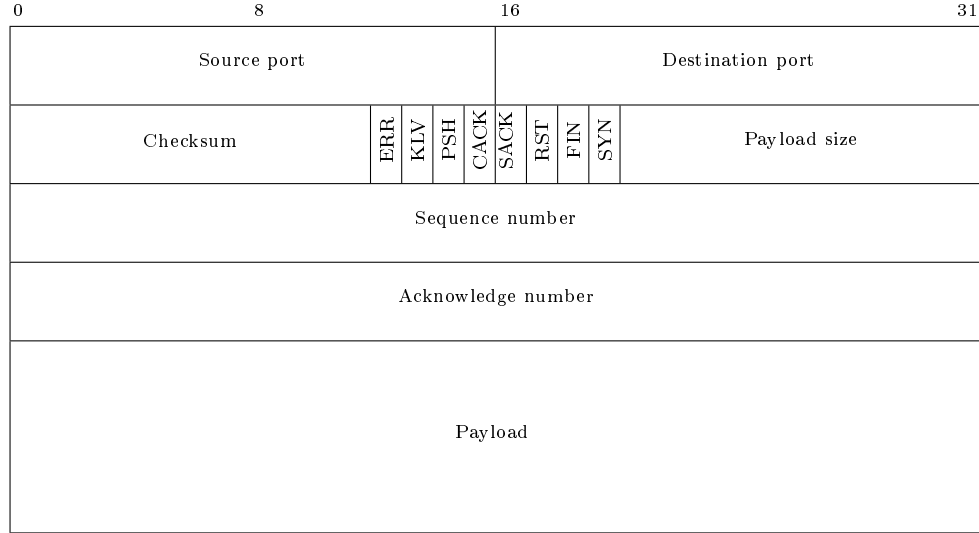 0 8 16 31
Source port Destination port
Checksum ERR KLV PSH CACK SACK RST FIN SYN Payload size
Sequence number
Acknowledge number
Payload